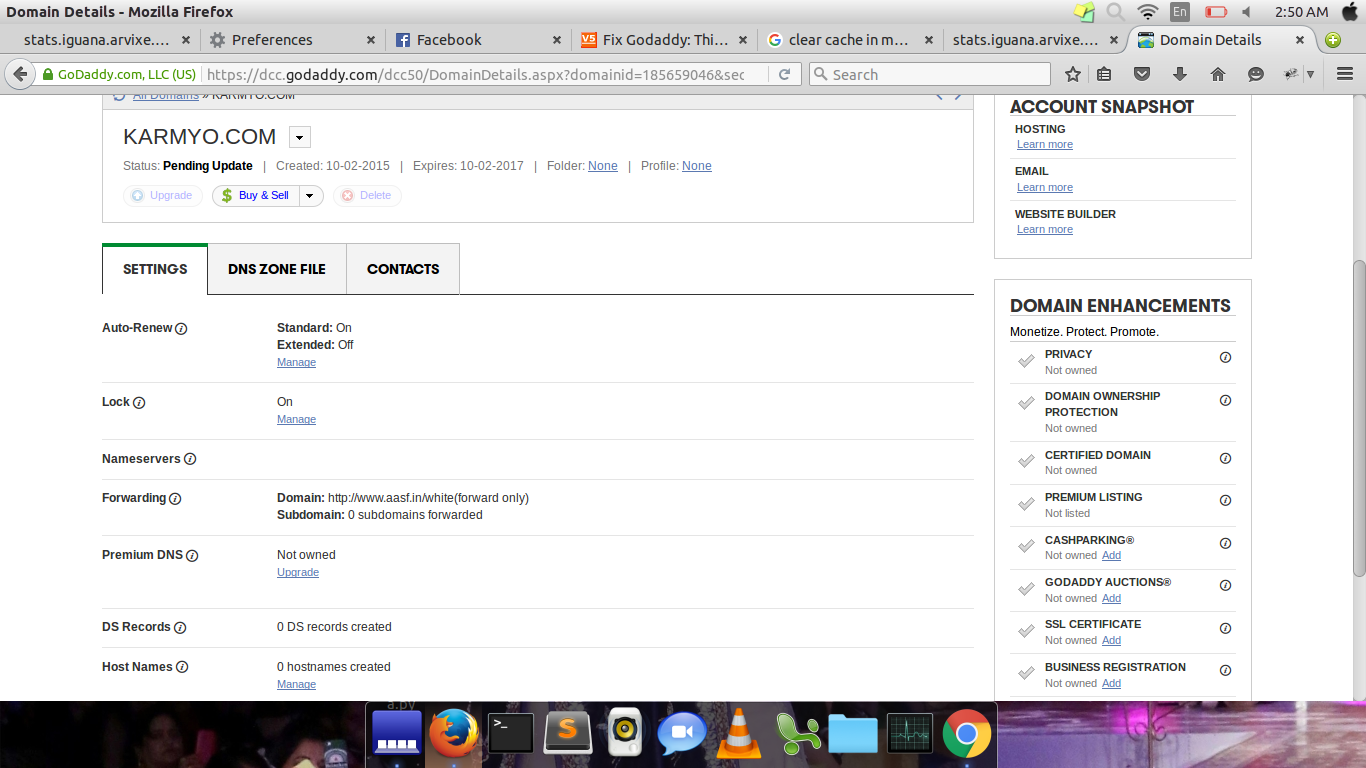 Domain Details - Mozilla Firefox
En
2:50 AM
stats.iguana.arvixe....
Preferences
Facebook
Fix Godaddy: Thi...
clear cache in m...
stats.iguana.arvixe....
Domain Details
GoDaddy.com, LLC (US)
https://dcc.godaddy.com/dcc50/DomainDetails.aspx?domainid=185659046&sec
Search
All Domains » KARMYO.COM
KARMYO.COM
Status: Pending Update | Created: 10-02-2015 | Expires: 10-02-2017 | Folder: None | Profile: None
Upgrade
Buy & Sell
Delete
SETTINGS
DNS ZONE FILE
CONTACTS
Auto-Renew
Standard: On
Extended: Off
Manage
Lock
On
Manage
Nameservers
Forwarding
Domain: http://www.aasf.in/white(forward only)
Subdomain: 0 subdomains forwarded
Premium DNS
Not owned
Upgrade
DS Records
0 DS records created
Host Names
0 hostnames created
Manage
ACCOUNT SNAPSHOT
HOSTING
Learn more
EMAIL
Learn more
WEBSITE BUILDER
Learn more
DOMAIN ENHANCEMENTS
Monetize. Protect. Promote.
PRIVACY
Not owned
DOMAIN OWNERSHIP
PROTECTION
Not owned
CERTIFIED DOMAIN
Not owned
PREMIUM LISTING
Not listed
CASHPARKING®
Not owned Add
GODADDY AUCTIONS®
Not owned Add
SSL CERTIFICATE
Not owned Add
BUSINESS REGISTRATION
Not owned Add
a.py